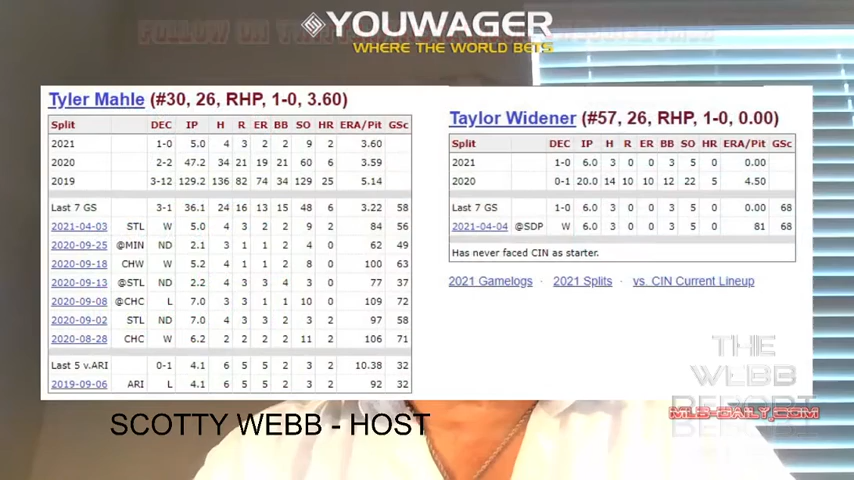 YOUWAGER
WHERE THE WORLD BETS
Tyler Mahle (#30, 26, RHP, 1-0, 3.60)
Split DEC IP H R ER BB SO HR ERA/Pit GSc
2021 1-0 5.0 4 3 2 2 9 2 3.60
2020 2-2 47.2 34 21 19 21 60 6 3.59
2019 3-12 129.2 136 82 74 34 129 25 5.14
Last 7 GS 3-1 36.1 24 16 13 15 48 6 3.22 58
2021-04-03 STL W 5.0 4 3 2 2 9 2 84 56
2020-09-25 @MIN ND 2.1 3 1 1 2 4 0 62 49
2020-09-18 CHW W 5.2 4 1 1 2 8 0 100 63
2020-09-13 @STL ND 2.2 2 3 3 4 3 0 77 37
2020-09-08 @CHC L 7.0 3 3 1 1 10 0 109 72
2020-09-02 STL ND 7.0 4 3 3 2 3 2 97 58
2020-08-28 CHC W 6.2 2 2 2 2 11 2 106 71
Last 5 v.ARI 0-1 4.1 6 5 5 2 3 2 10.38 32
2019-09-06 ARI L 4.1 6 5 5 2 3 2 92 32
Taylor Widener (#57, 26, RHP, 1-0, 0.00)
Split DEC IP H R ER BB SO HR ERA/Pit GSc
2021 1-0 6.0 3 0 0 3 5 0 0.00
2020 0-1 20.0 14 10 10 12 22 5 4.50
Last 7 GS 1-0 6.0 3 0 0 3 5 0 0.00 68
2021-04-04 @SDP W 6.0 3 0 0 3 5 0 81 68
Has never faced CIN as starter.
2021 Gamelogs · 2021 Splits · vs. CIN Current Lineup
THE
WEBB
REPORT
MLB-DAILY.COM
SCOTTY WEBB - HOST